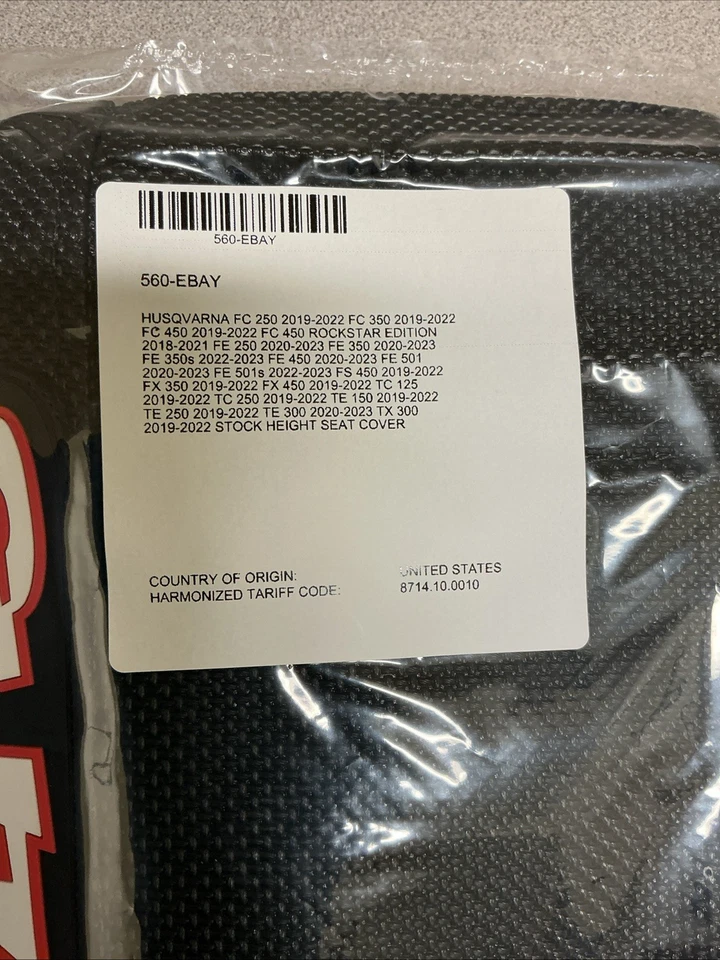 560-EBAY
560-EBAY
HUSQVARNA FC 250 2019-2022 FC 350 2019-2022
FC 450 2019-2022 FC 450 ROCKSTAR EDITION
2018-2021 FE 250 2020-2023 FE 350 2020-2023
FE 350s 2022-2023 FE 450 2020-2023 FE 501
2020-2023 FE 501s 2022-2023 FS 450 2019-2022
FX 350 2019-2022 FX 450 2019-2022 TC 125
2019-2022 TC 250 2019-2022 TE 150 2019-2022
TE 250 2019-2022 TE 300 2020-2023 TX 300
2019-2022 STOCK HEIGHT SEAT COVER
COUNTRY OF ORIGIN: UNITED STATES
HARMONIZED TARIFF CODE: 8714.10.0010